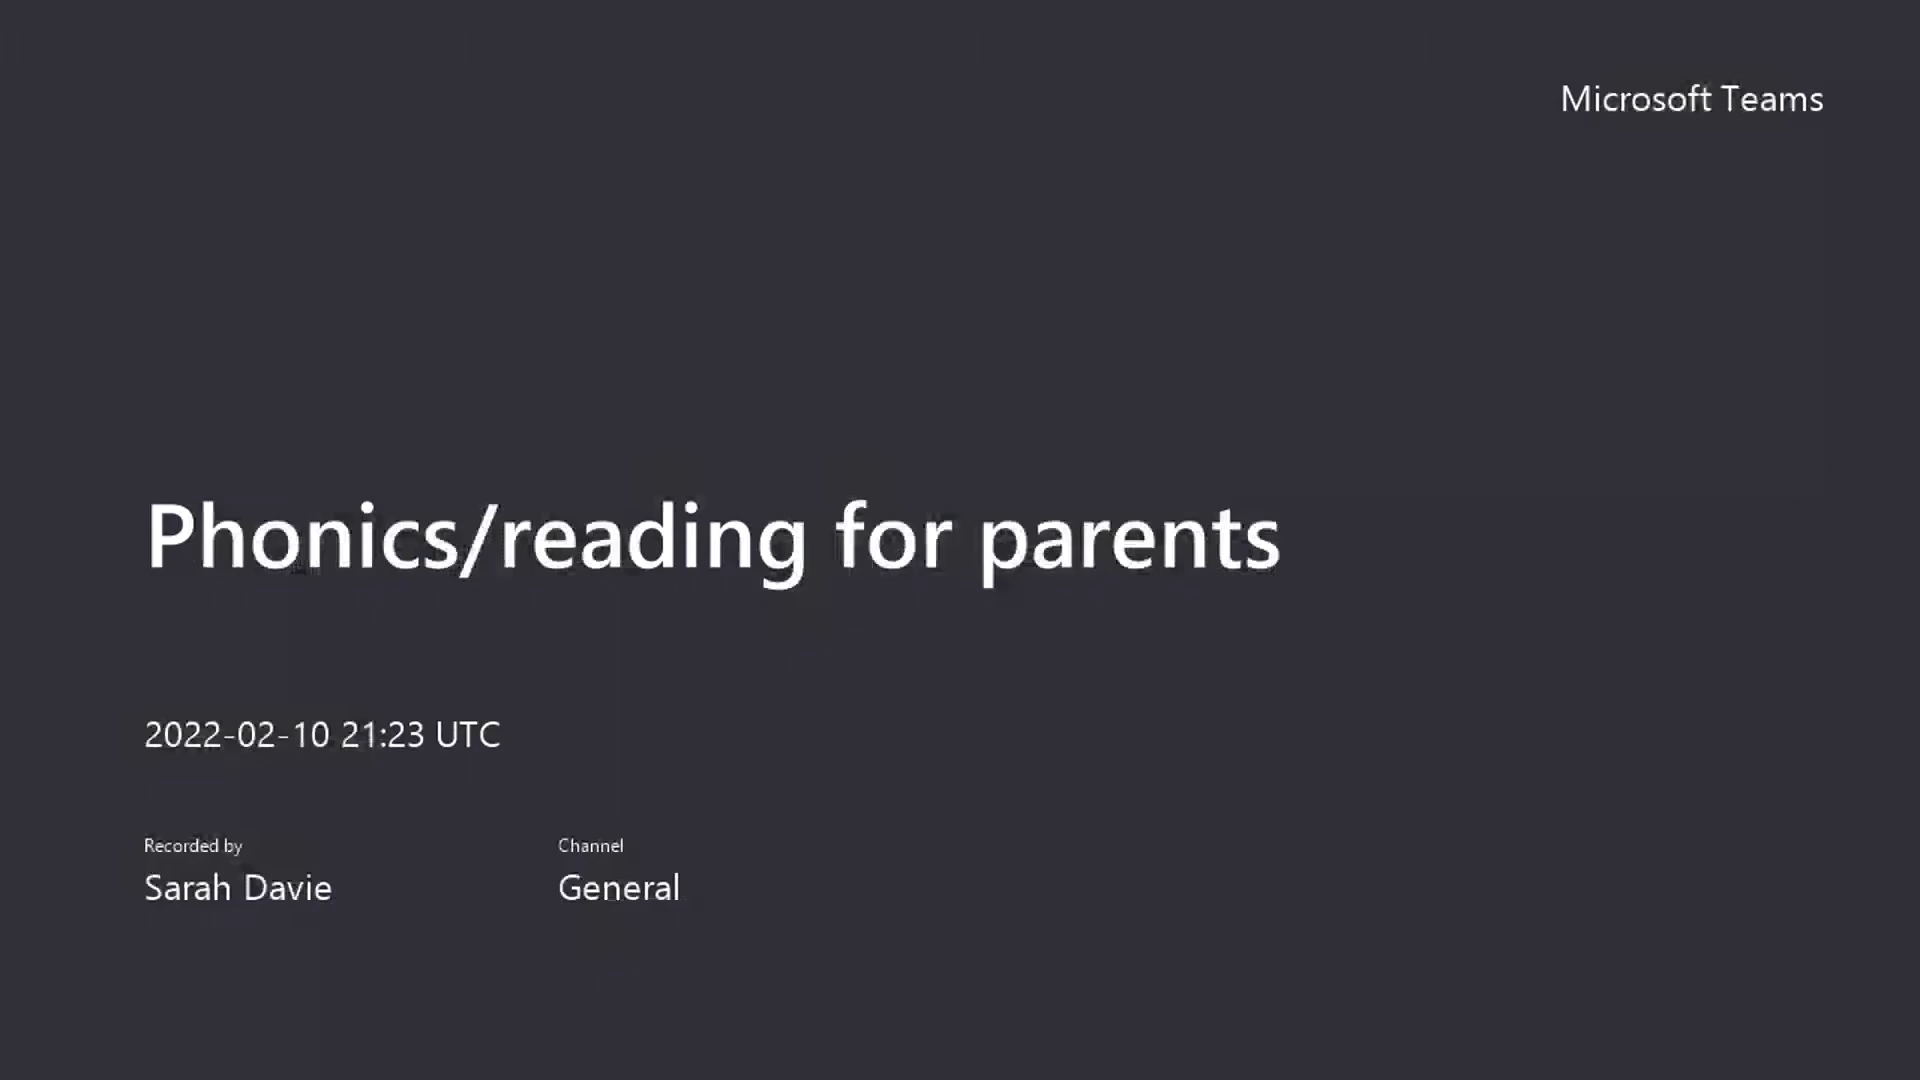 Microsoft Teams
Phonics/reading for parents
2022-02-10 21:23 UTC
Recorded by
Sarah Davie
Channel
General